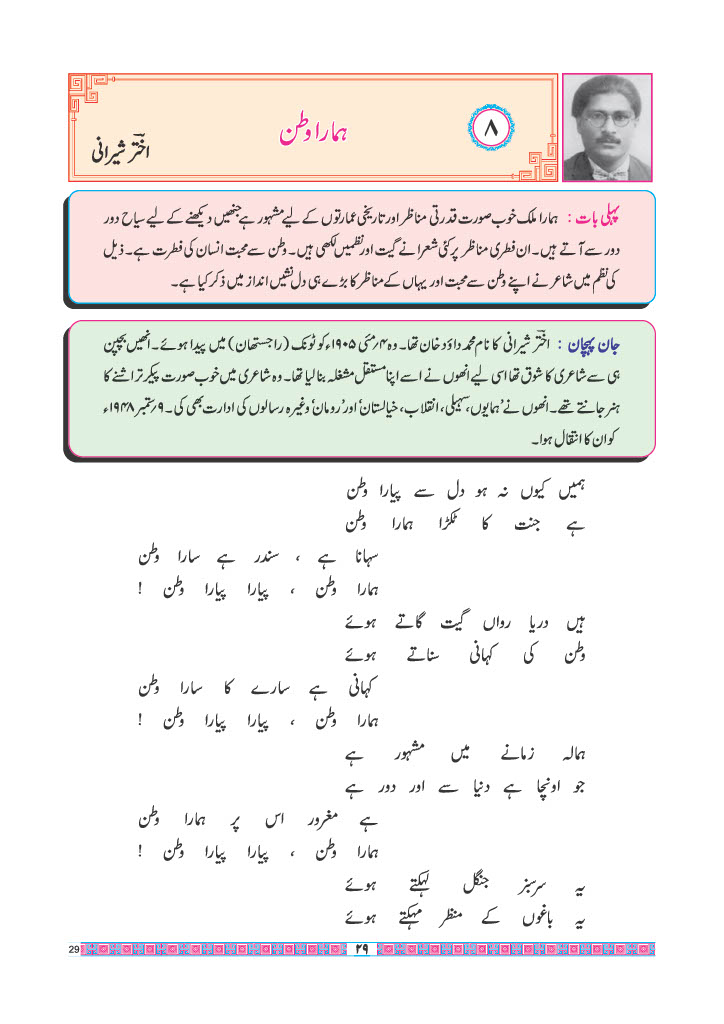 ۸
ہمارا وطن
اخترؔ شیرانی
پہلی بات : ہمارا ملک خوب صورت قدرتی مناظر اور تاریخی عمارتوں کے لیے مشہور ہے جنھیں دیکھنے کے لیے سیاح دور
دور سے آتے ہیں۔ ان فطری مناظر پر کئی شعرا نے گیت اور نظمیں لکھی ہیں۔ وطن سے محبت انسان کی فطرت ہے۔ ذیل
کی نظم میں شاعر نے اپنے وطن سے محبت اور یہاں کے مناظر کا بڑے ہی دل نشیں انداز میں ذکر کیا ہے۔
جان پہچان : اخترؔ شیرانی کا نام محمد داؤد خان تھا۔ وہ ۴؍مئی ۱۹۰۵ء کو ٹونک (راجستھان) میں پیدا ہوئے۔ انھیں بچپن
ہی سے شاعری کا شوق تھا اسی لیے انھوں نے اسے اپنا مستقل مشغلہ بنا لیا تھا۔ وہ شاعری میں خوب صورت پیکر تراشنے کا
ہنر جانتے تھے۔ انھوں نے ’ہمایوں، سہیلی، انقلاب، خیالستان‘ اور ’رومان‘ وغیرہ رسالوں کی ادارت بھی کی۔ ۹؍ستمبر ۱۹۴۸ء
کو ان کا انتقال ہوا۔
ہمیں کیوں نہ ہو دل سے پیارا وطن
ہے جنت کا ٹکڑا ہمارا وطن
سہانا ہے ، سندر ہے سارا وطن
ہمارا وطن ، پیارا پیارا وطن !
ہیں دریا رواں گیت گاتے ہوئے
وطن کی کہانی سناتے ہوئے
کہانی ہے سارے کا سارا وطن
ہمارا وطن ، پیارا پیارا وطن !
ہمالہ زمانے میں مشہور ہے
جو اونچا ہے دنیا سے اور دور ہے
ہے مغرور اس پر ہمارا وطن
ہمارا وطن ، پیارا پیارا وطن !
یہ سرسبز جنگل لہکتے ہوئے
یہ باغوں کے منظر مہکتے ہوئے
29
۲۹